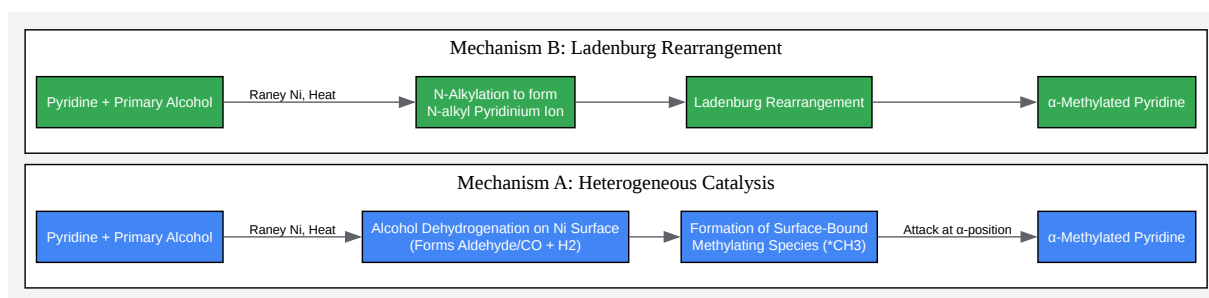 Mechanism B: Ladenburg Rearrangement
Pyridine + Primary Alcohol
Raney Ni, Heat
N-Alkylation to form
N-alkyl Pyridinium Ion
Ladenburg Rearrangement
α-Methylated Pyridine
Mechanism A: Heterogeneous Catalysis
Pyridine + Primary Alcohol
Raney Ni, Heat
Alcohol Dehydrogenation on Ni Surface
(Forms Aldehyde/CO + H2)
Formation of Surface-Bound
Methylating Species (*CH3)
Attack at α-position
α-Methylated Pyridine